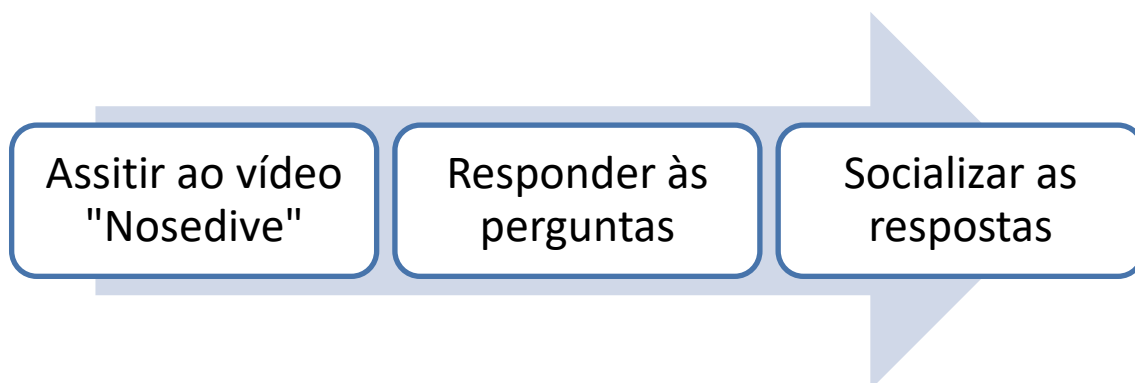 Assitir ao vídeo
"Nosedive"
Responder às
perguntas
Socializar as
respostas